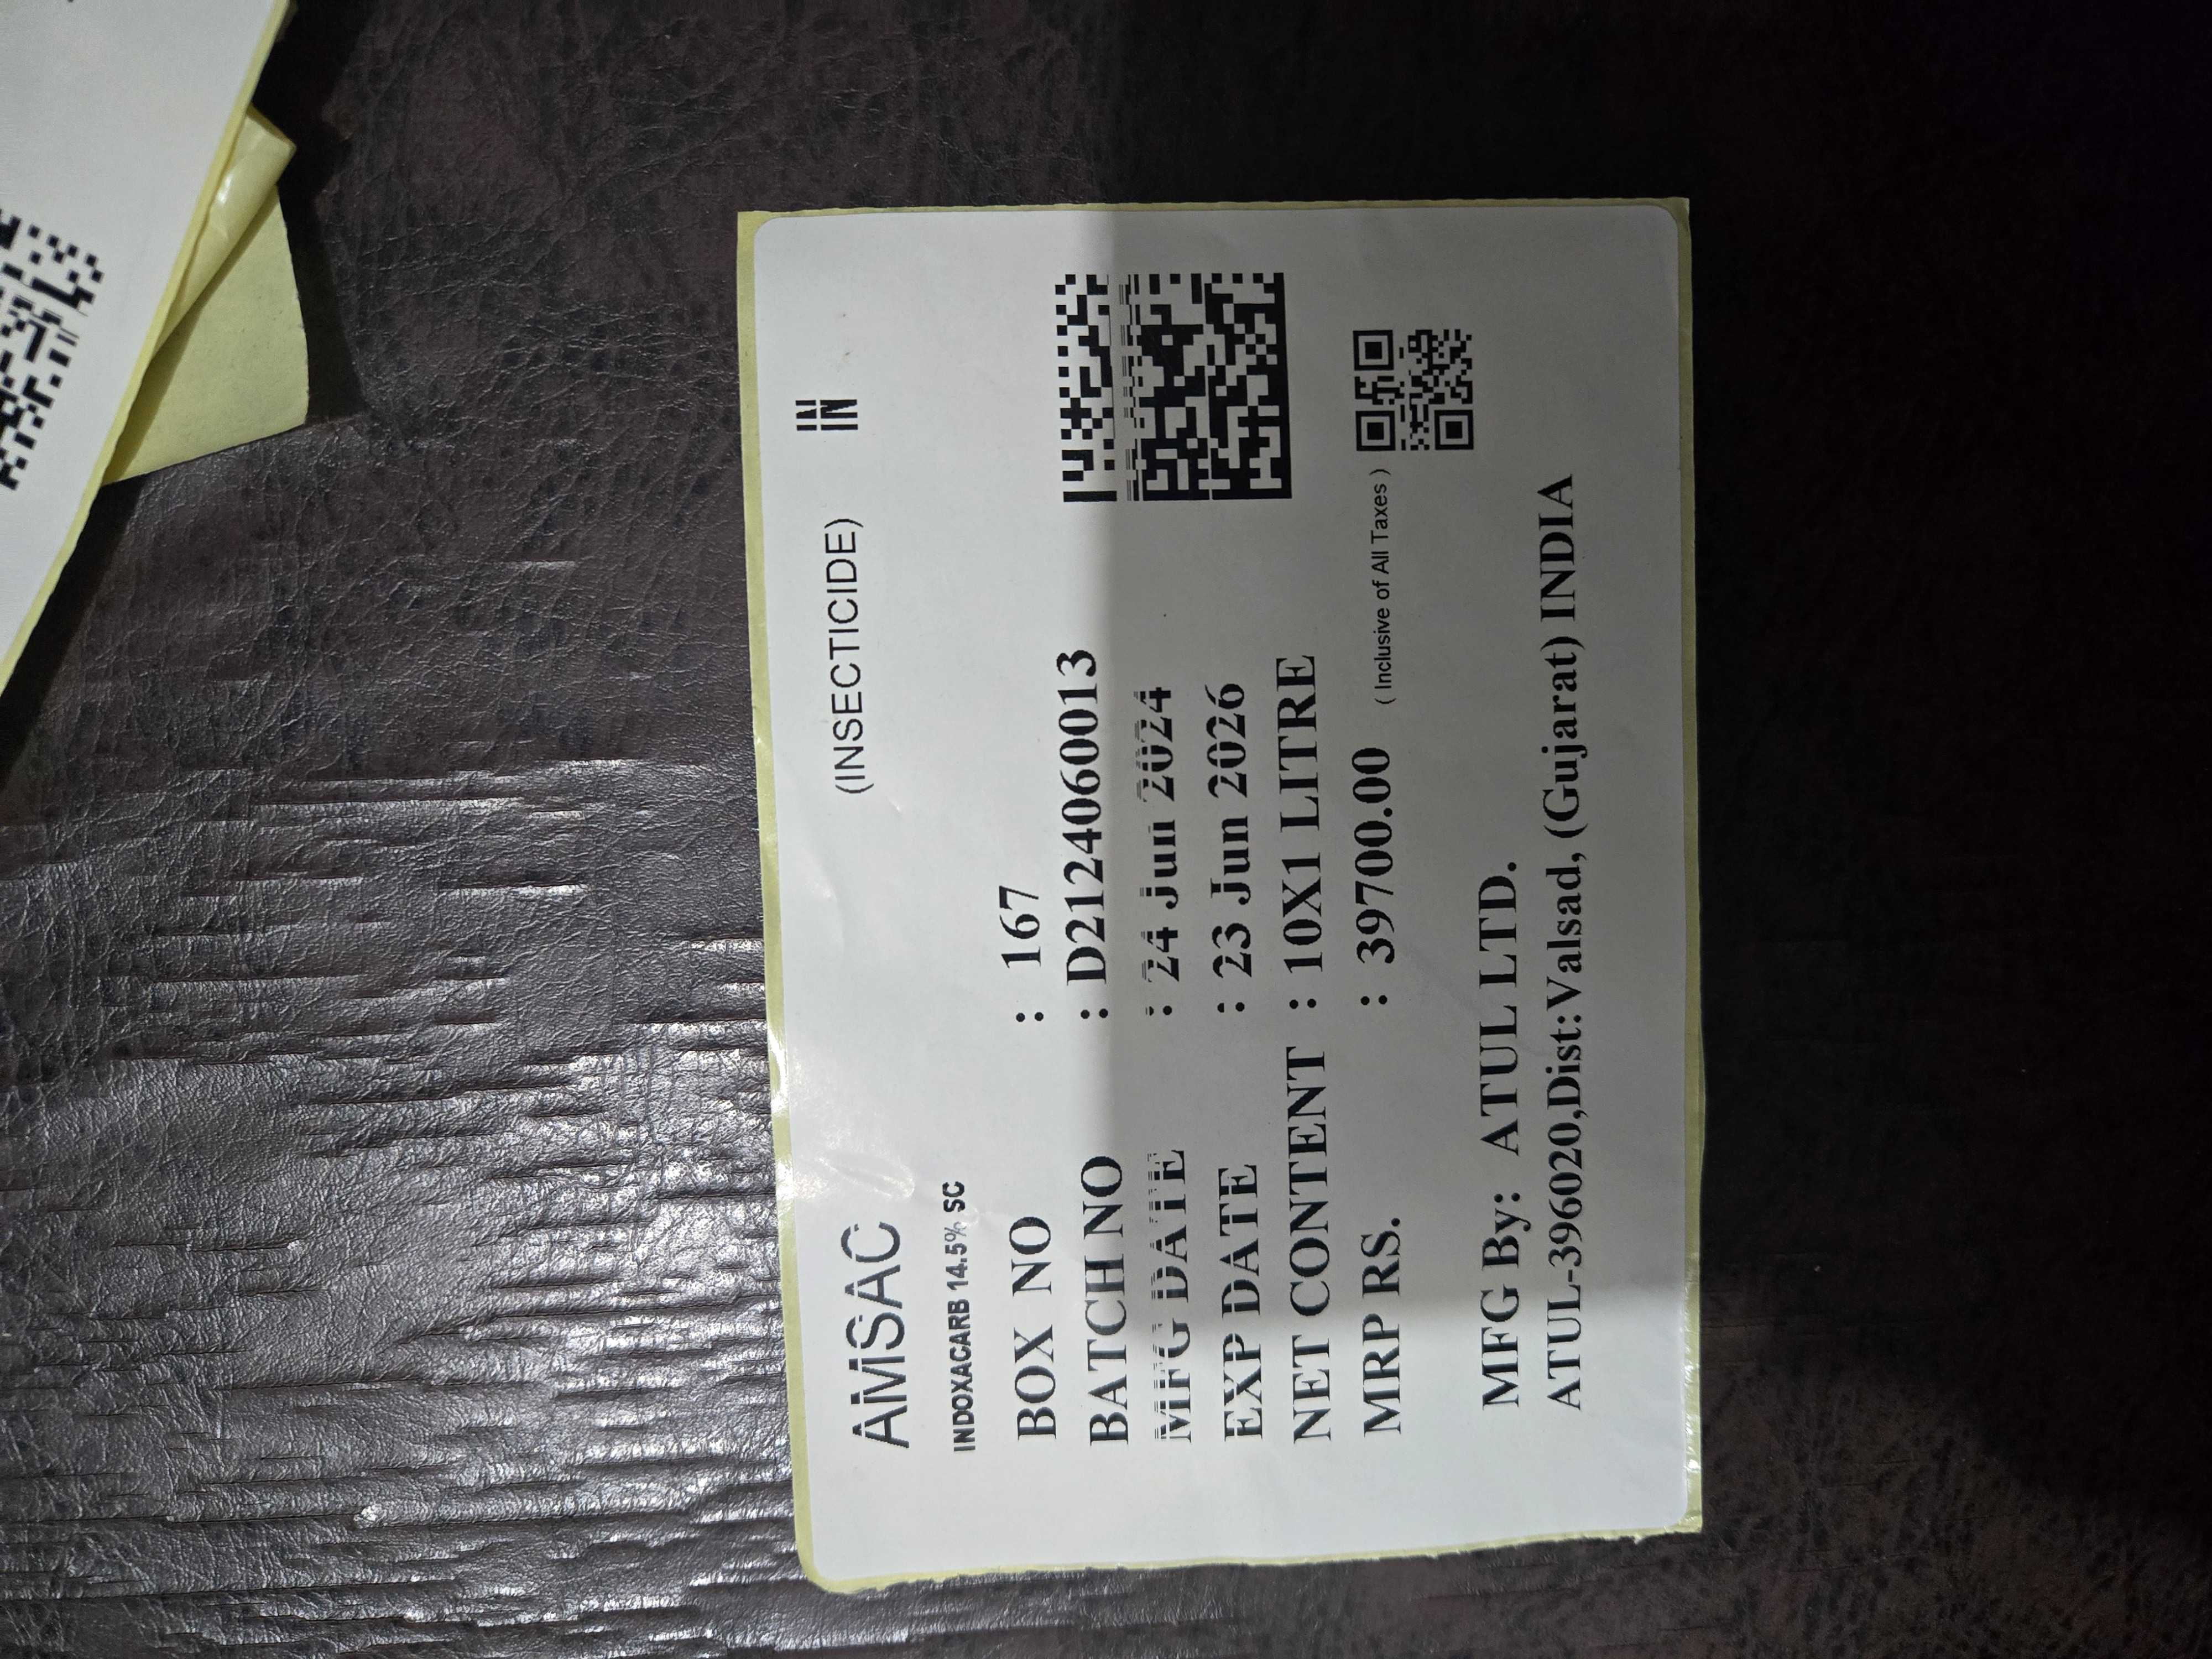 AMSAC (INSECTICIDE) IN
INDOXACARB 14.5% SC
BOX NO : 167
BATCH NO : D2124060013
MFG DATE : 24 Jun 2024
EXP DATE : 23 Jun 2026
NET CONTENT : 10X1 LITRE
MRP RS. : 39700.00 ( Inclusive of All Taxes )
MFG By: ATUL LTD.
ATUL-396020,Dist:Valsad, (Gujarat) INDIA